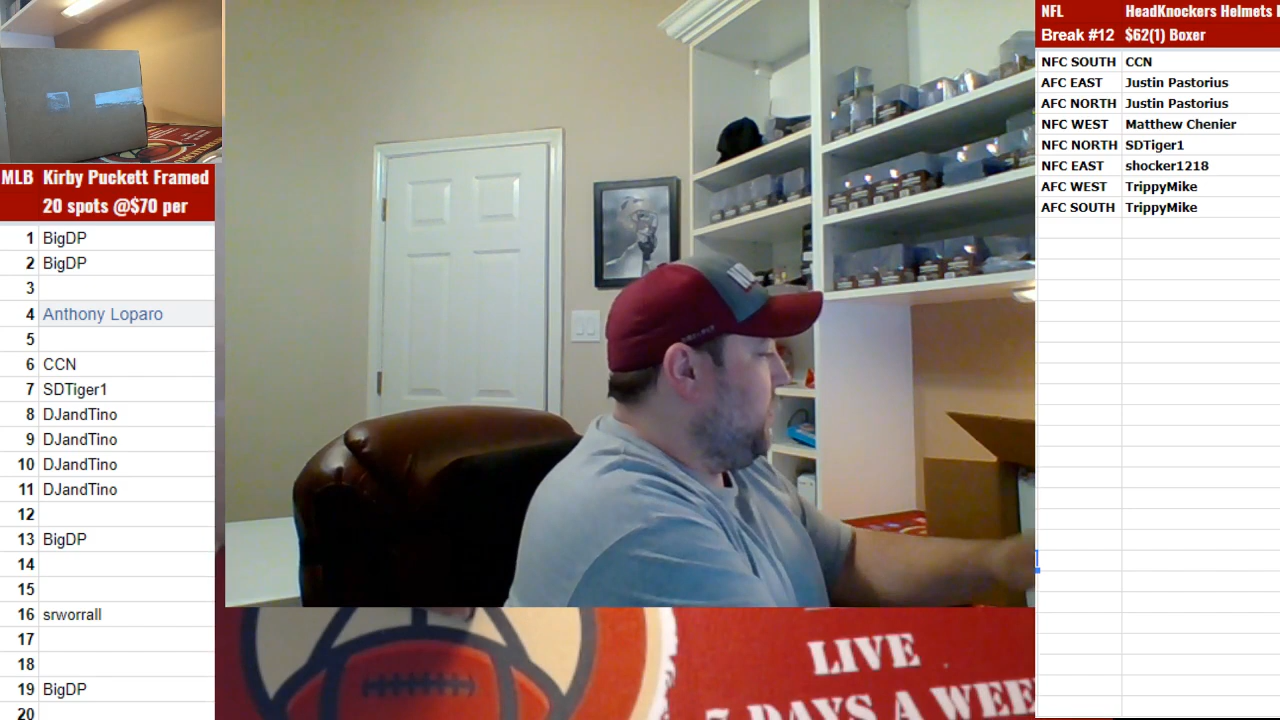 MLB Kirby Puckett Framed
20 spots @$70 per
1 BigDP
2 BigDP
3
4 Anthony Loparo
5
6 CCN
7 SDTiger1
8 DJandTino
9 DJandTino
10 DJandTino
11 DJandTino
12
13 BigDP
14
15
16 srworrall
17
18
19 BigDP
20
LIVE
7 DAYS A WEE
NFL HeadKnockers Helmets
Break #12 $62(1) Boxer
NFC SOUTH CCN
AFC EAST Justin Pastorius
AFC NORTH Justin Pastorius
NFC WEST Matthew Chenier
NFC NORTH SDTiger1
NFC EAST shocker1218
AFC WEST TrippyMike
AFC SOUTH TrippyMike